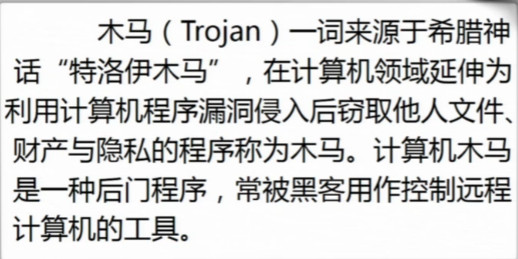 木马（Trojan）一词来源于希腊神
话“特洛伊木马”，在计算机领域延伸为
利用计算机程序漏洞侵入后窃取他人文件、
财产与隐私的程序称为木马。计算机木马
是一种后门程序，常被黑客用作控制远程
计算机的工具。